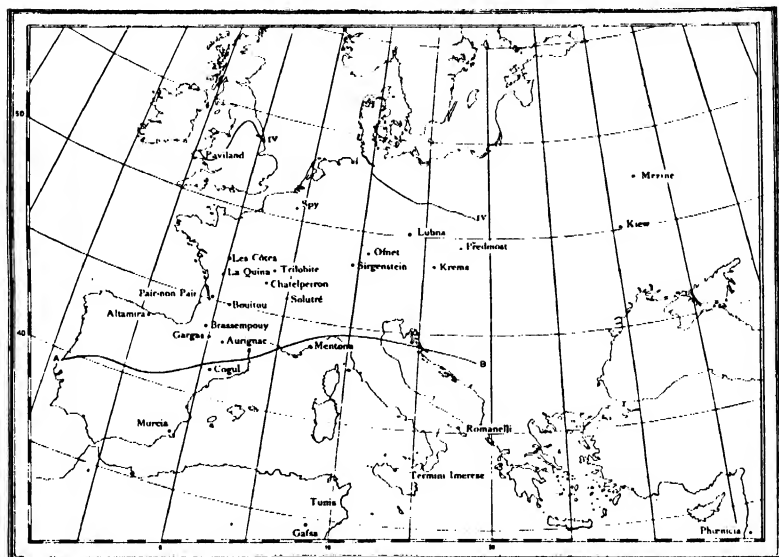 50
IV
Paviland
Mezine
Spy
IV
Kiew
Lubna
Predmost
Ofnet
Les Côtes
Sirgenstein
Krems
La Quina
Trilobite
Chatelperron
Pair-non Pair
Solutré
Bouitou
Altamira
Brassempouy
40
Gargas
Aurignac
Mentone
A
B
Cogul
Murcia
Romanelli
Termini Imerese
Tunis
Gafsa
Phœnicia
10
20